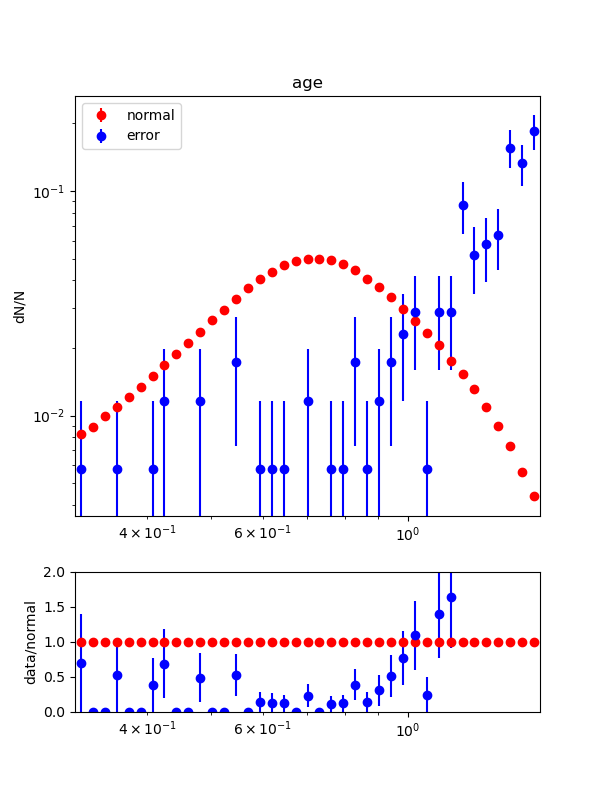 age
normal
error
10⁻¹
10⁻²
dN/N
4 × 10⁻¹
6 × 10⁻¹
10⁰
2.0
1.5
1.0
0.5
0.0
data/normal
4 × 10⁻¹
6 × 10⁻¹
10⁰